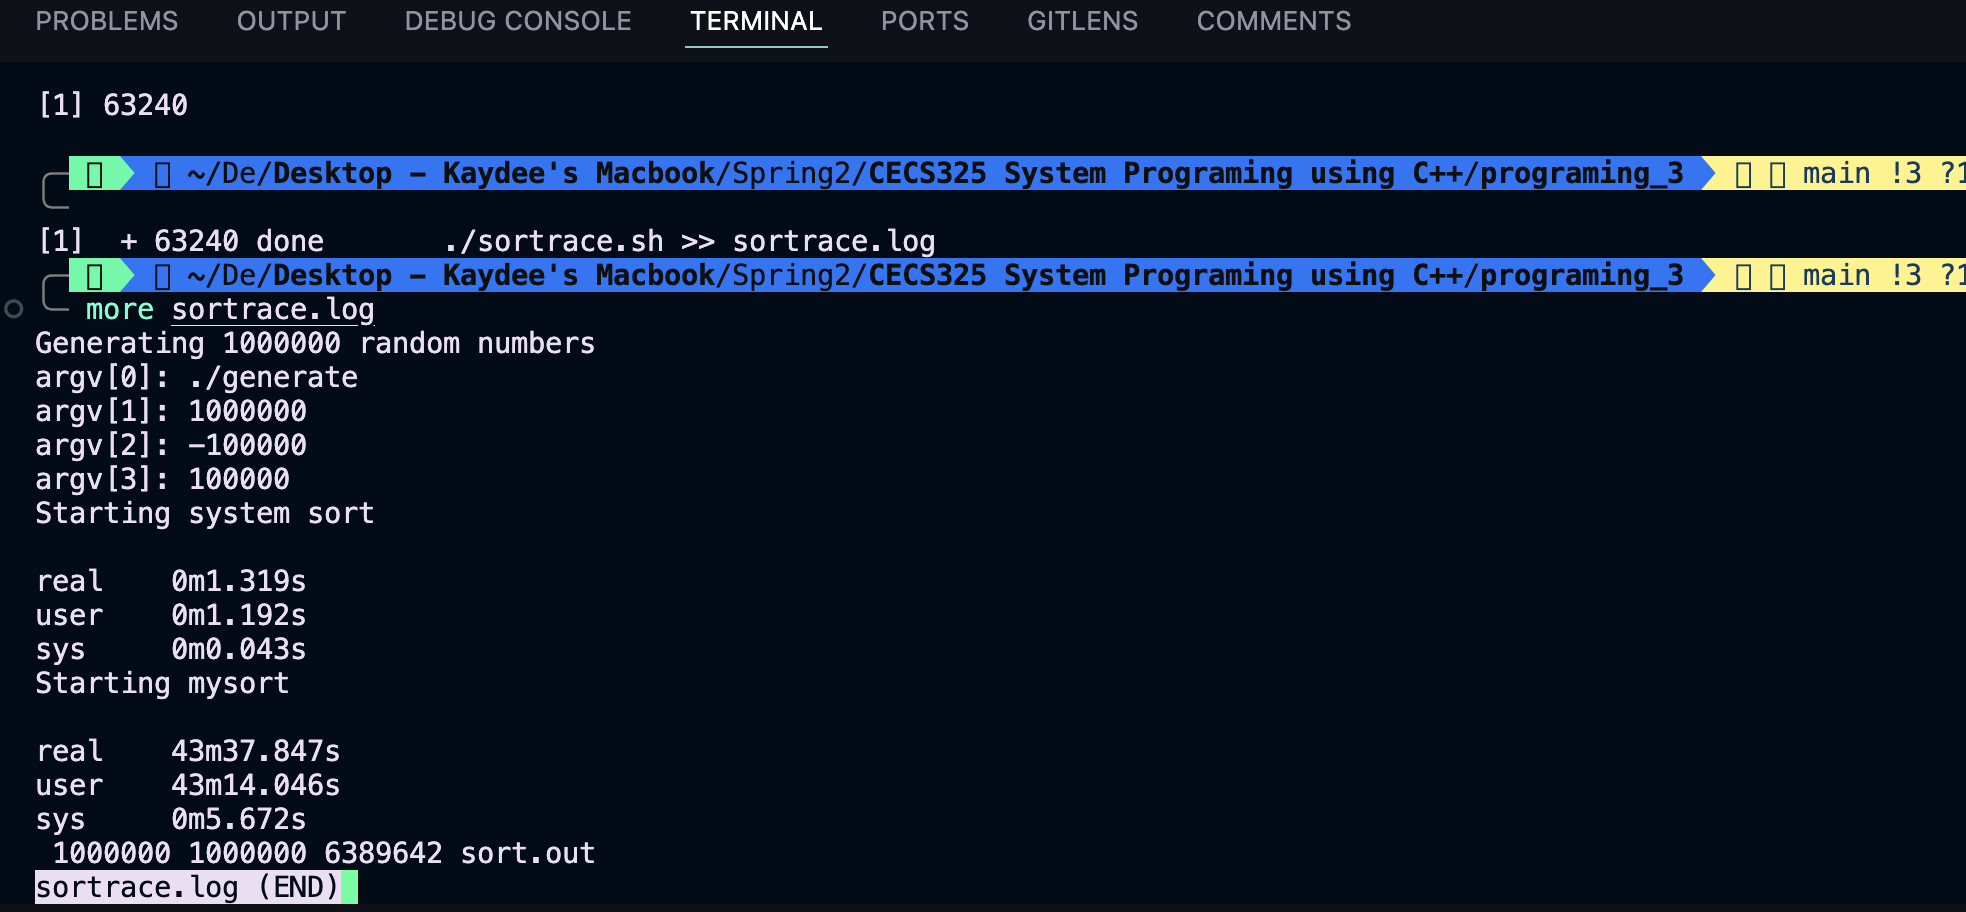 PROBLEMS OUTPUT DEBUG CONSOLE TERMINAL PORTS GITLENS COMMENTS
[1] 63240
~/De/Desktop – Kaydee's Macbook/Spring2/CECS325 System Programing using C++/programing_3 main !3 ?1
[1]  + 63240 done       ./sortrace.sh >> sortrace.log
~/De/Desktop – Kaydee's Macbook/Spring2/CECS325 System Programing using C++/programing_3 main !3 ?1
more sortrace.log
Generating 1000000 random numbers
argv[0]: ./generate
argv[1]: 1000000
argv[2]: -100000
argv[3]: 100000
Starting system sort
real    0m1.319s
user    0m1.192s
sys     0m0.043s
Starting mysort
real    43m37.847s
user    43m14.046s
sys     0m5.672s
1000000 1000000 6389642 sort.out
sortrace.log (END)